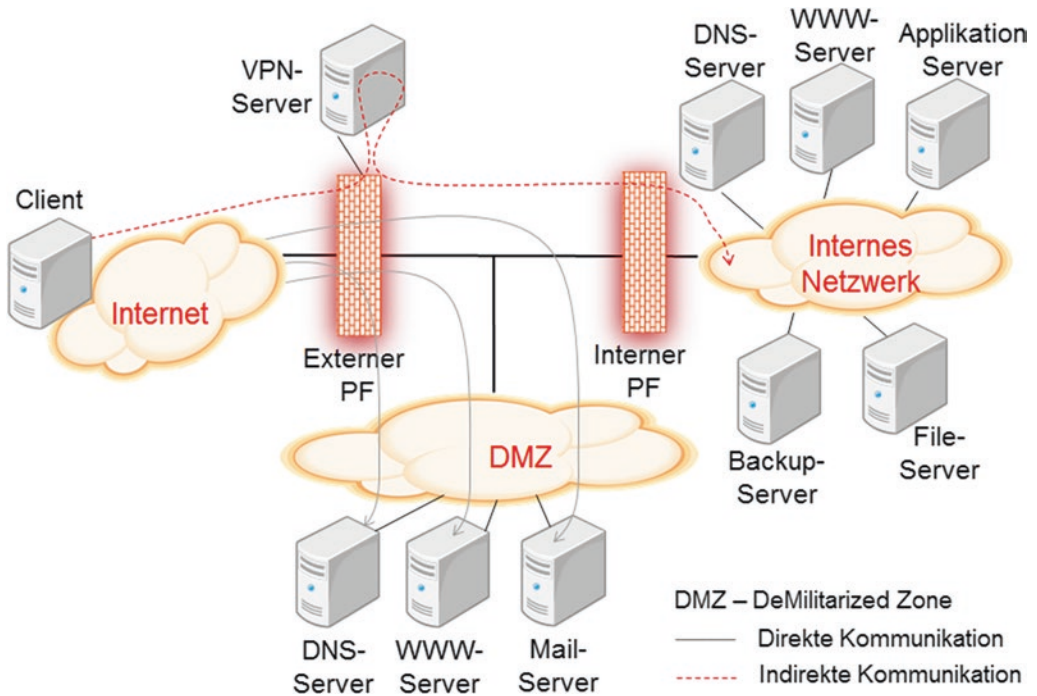 VPN-
Server
DNS-
Server
WWW-
Server
Applikation
Server
Client
Internet
Externer
PF
Interner
PF
Internes
Netzwerk
DMZ
Backup-
Server
File-
Server
DNS-
Server
WWW-
Server
Mail-
Server
DMZ – DeMilitarized Zone
Direkte Kommunikation
Indirekte Kommunikation